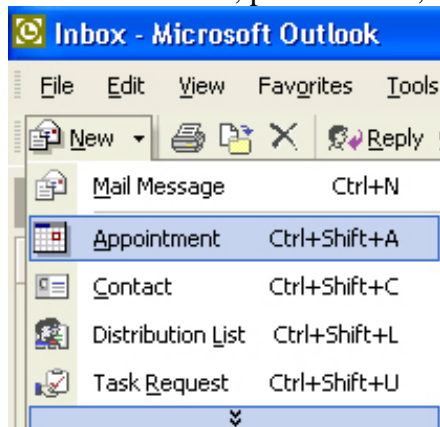 Inbox - Microsoft Outlook
File Edit View Favorites Tools
New Reply
Mail Message Ctrl+N
Appointment Ctrl+Shift+A
Contact Ctrl+Shift+C
Distribution List Ctrl+Shift+L
Task Request Ctrl+Shift+U